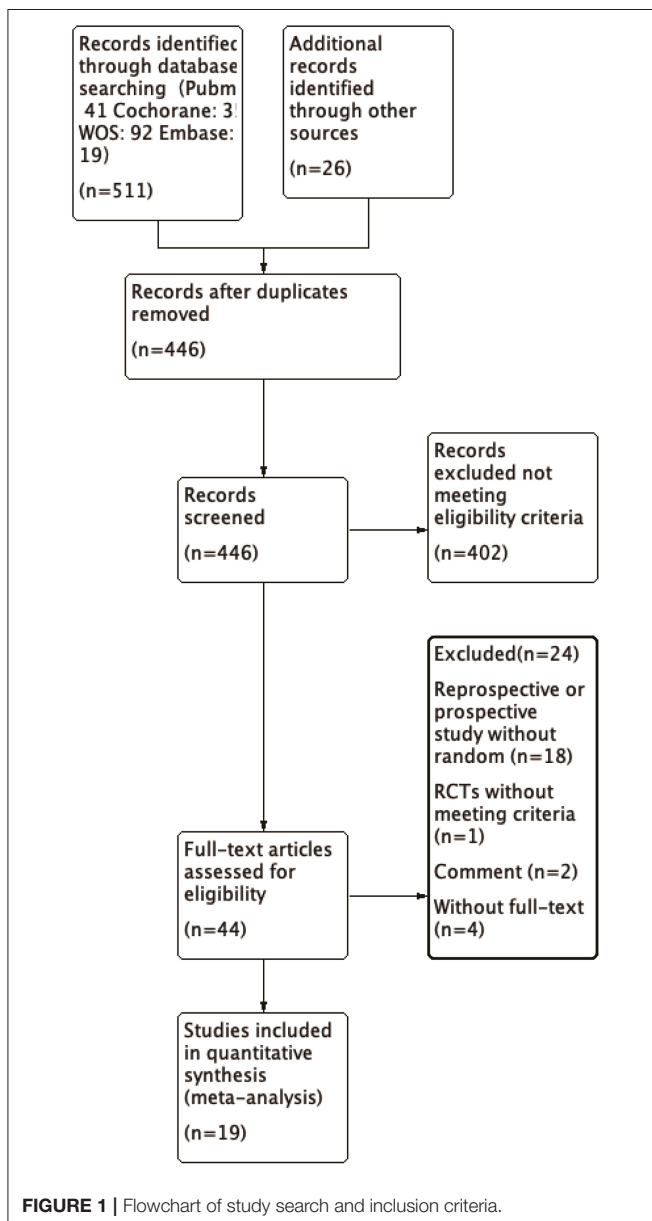 Records identified
through database
searching (Pubm
41 Cochorane: 3
WOS: 92 Embase:
19)
(n=511)
Additional
records
identified
through other
sources
(n=26)
Records after duplicates
removed
(n=446)
Records
screened
(n=446)
Records
excluded not
meeting
eligibility criteria
(n=402)
Excluded(n=24)
Reprospective or
prospective
study without
random (n=18)
RCTs without
meeting criteria
(n=1)
Comment (n=2)
Without full-text
(n=4)
Full-text articles
assessed for
eligibility
(n=44)
Studies included
in quantitative
synthesis
(meta-analysis)
(n=19)
FIGURE 1 | Flowchart of study search and inclusion criteria.